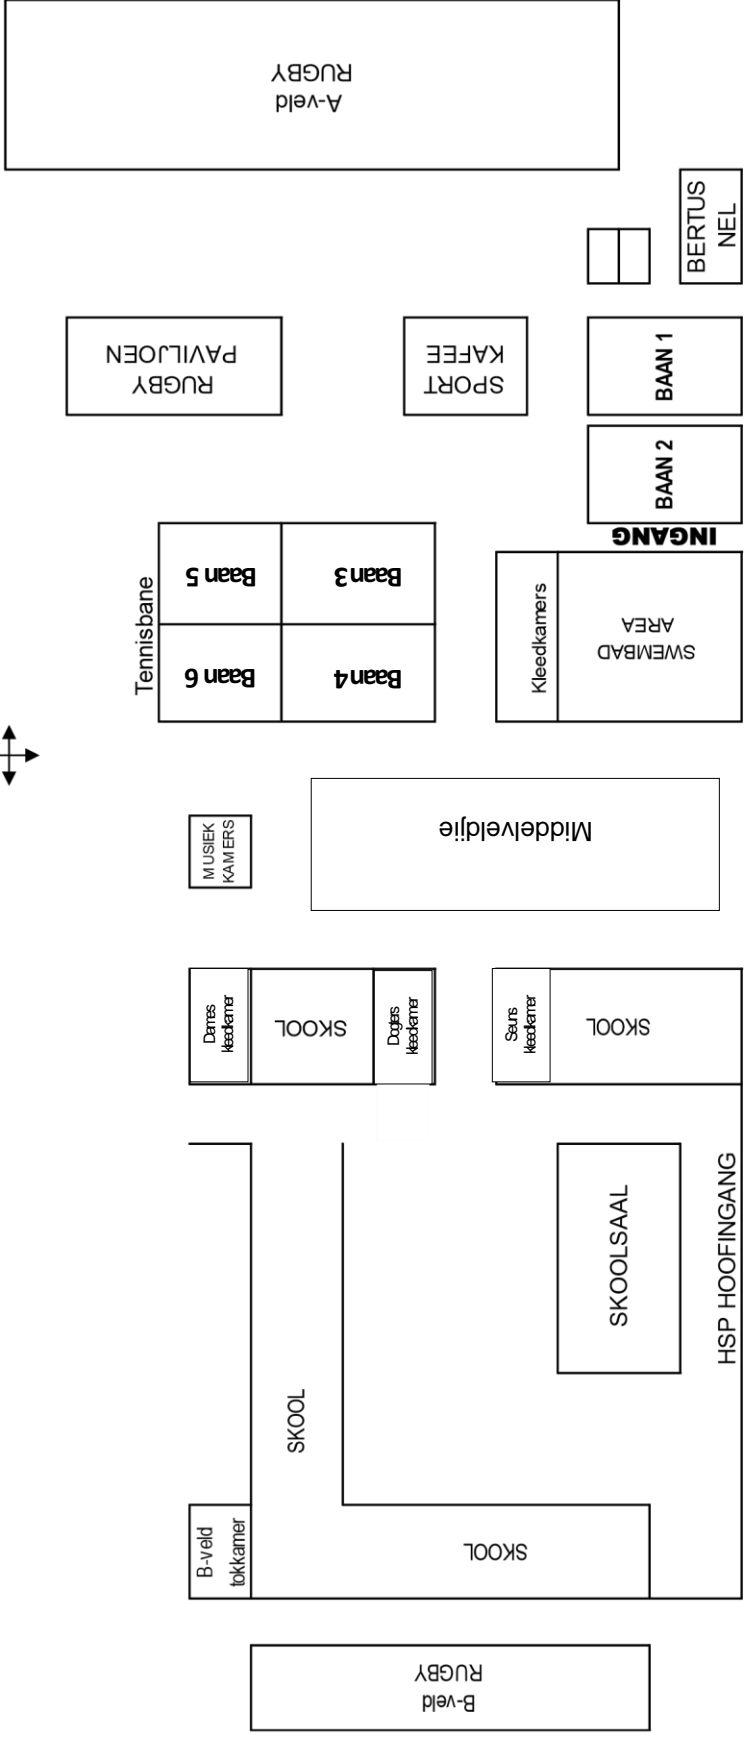 A-veld
RUGBY
BERTUS
NEL
RUGBY
PAVILJOEN
SPORT
KAFEE
BAAN 1
BAAN 2
INGANG
Tennisbane
Baan 5
Baan 3
Baan 6
Baan 4
Kleedkamers
SWEMBAD
AREA
MUSIEK
KAMERS
Middelveldjie
Dames
kleedkamer
SKOOL
Dogters
kleedkamer
Seuns
kleedkamer
SKOOL
SKOOLSAAL
HSP HOOFINGANG
SKOOL
B-veld
tokkamer
SKOOL
B-veld
RUGBY